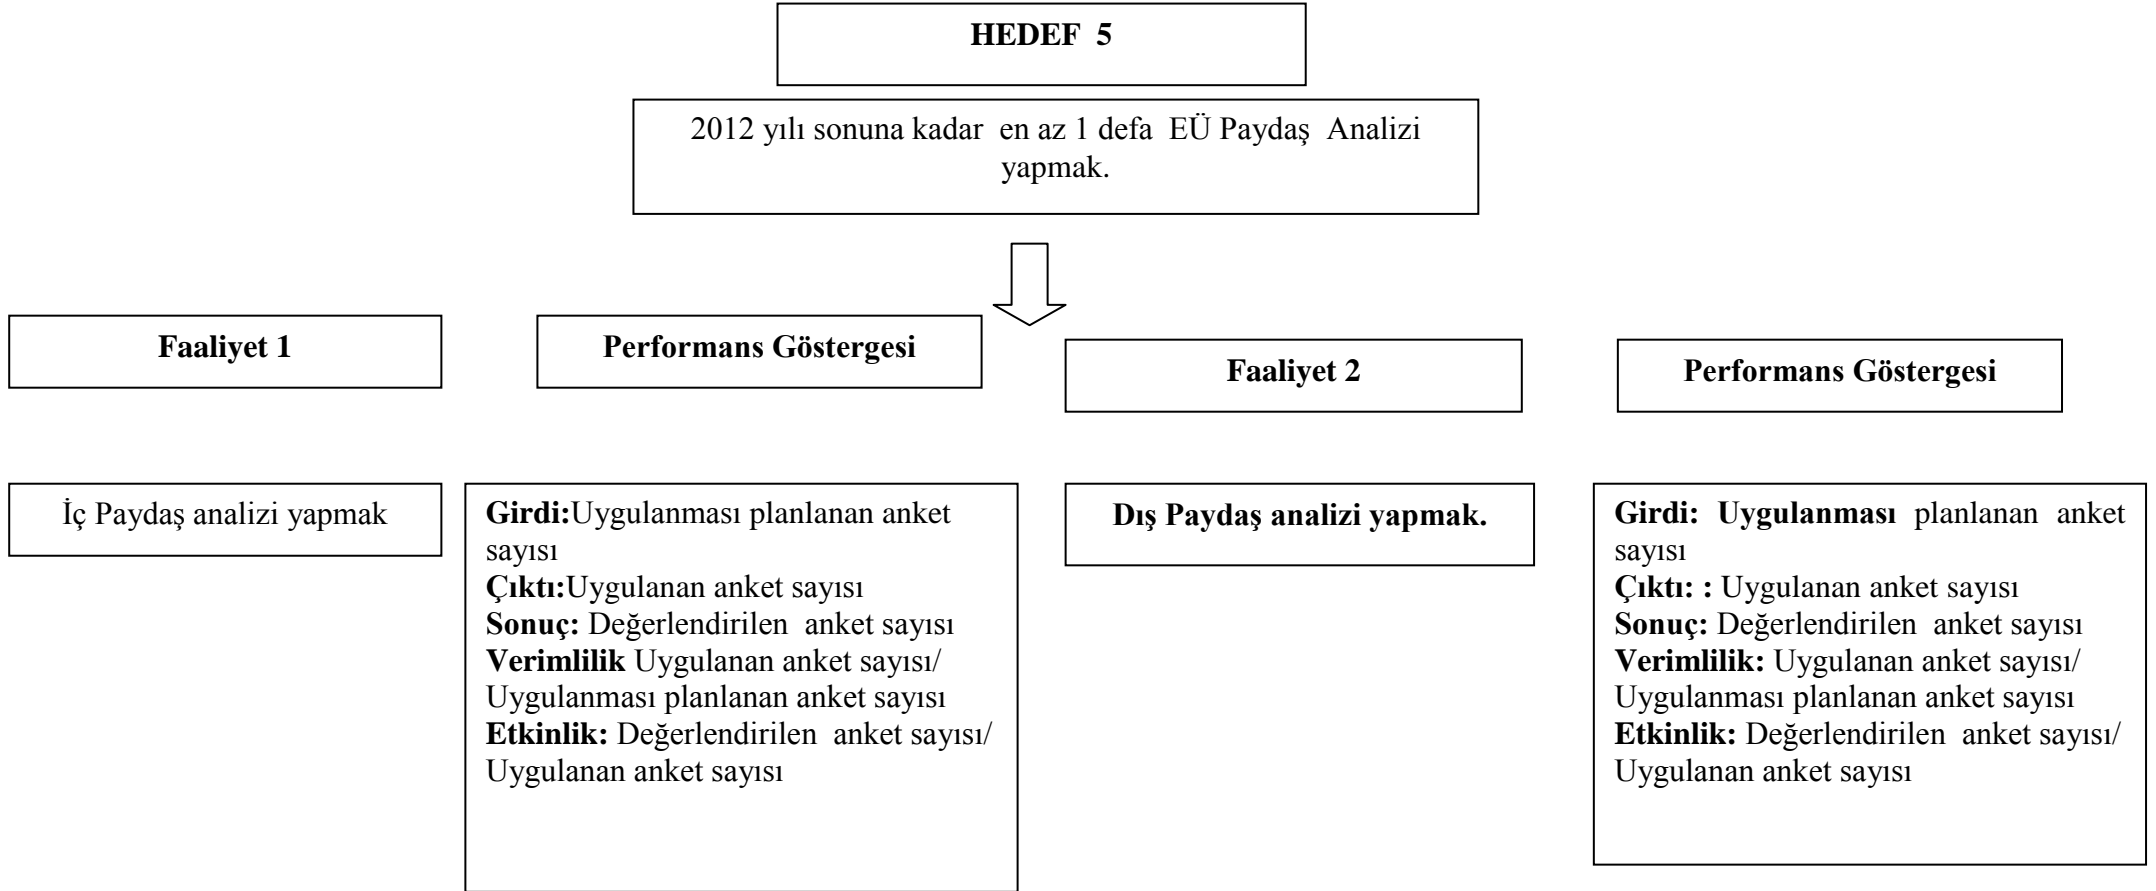 HEDEF 5
2012 yılı sonuna kadar en az 1 defa EÜ Paydaş Analizi
yapmak.
Faaliyet 1
Performans Göstergesi
Faaliyet 2
Performans Göstergesi
İç Paydaş analizi yapmak
Girdi:Uygulanması planlanan anket
sayısı
Çıktı:Uygulanan anket sayısı
Sonuç: Değerlendirilen anket sayısı
Verimlilik Uygulanan anket sayısı/
Uygulanması planlanan anket sayısı
Etkinlik: Değerlendirilen anket sayısı/
Uygulanan anket sayısı
Dış Paydaş analizi yapmak.
Girdi: Uygulanması planlanan anket
sayısı
Çıktı: : Uygulanan anket sayısı
Sonuç: Değerlendirilen anket sayısı
Verimlilik: Uygulanan anket sayısı/
Uygulanması planlanan anket sayısı
Etkinlik: Değerlendirilen anket sayısı/
Uygulanan anket sayısı